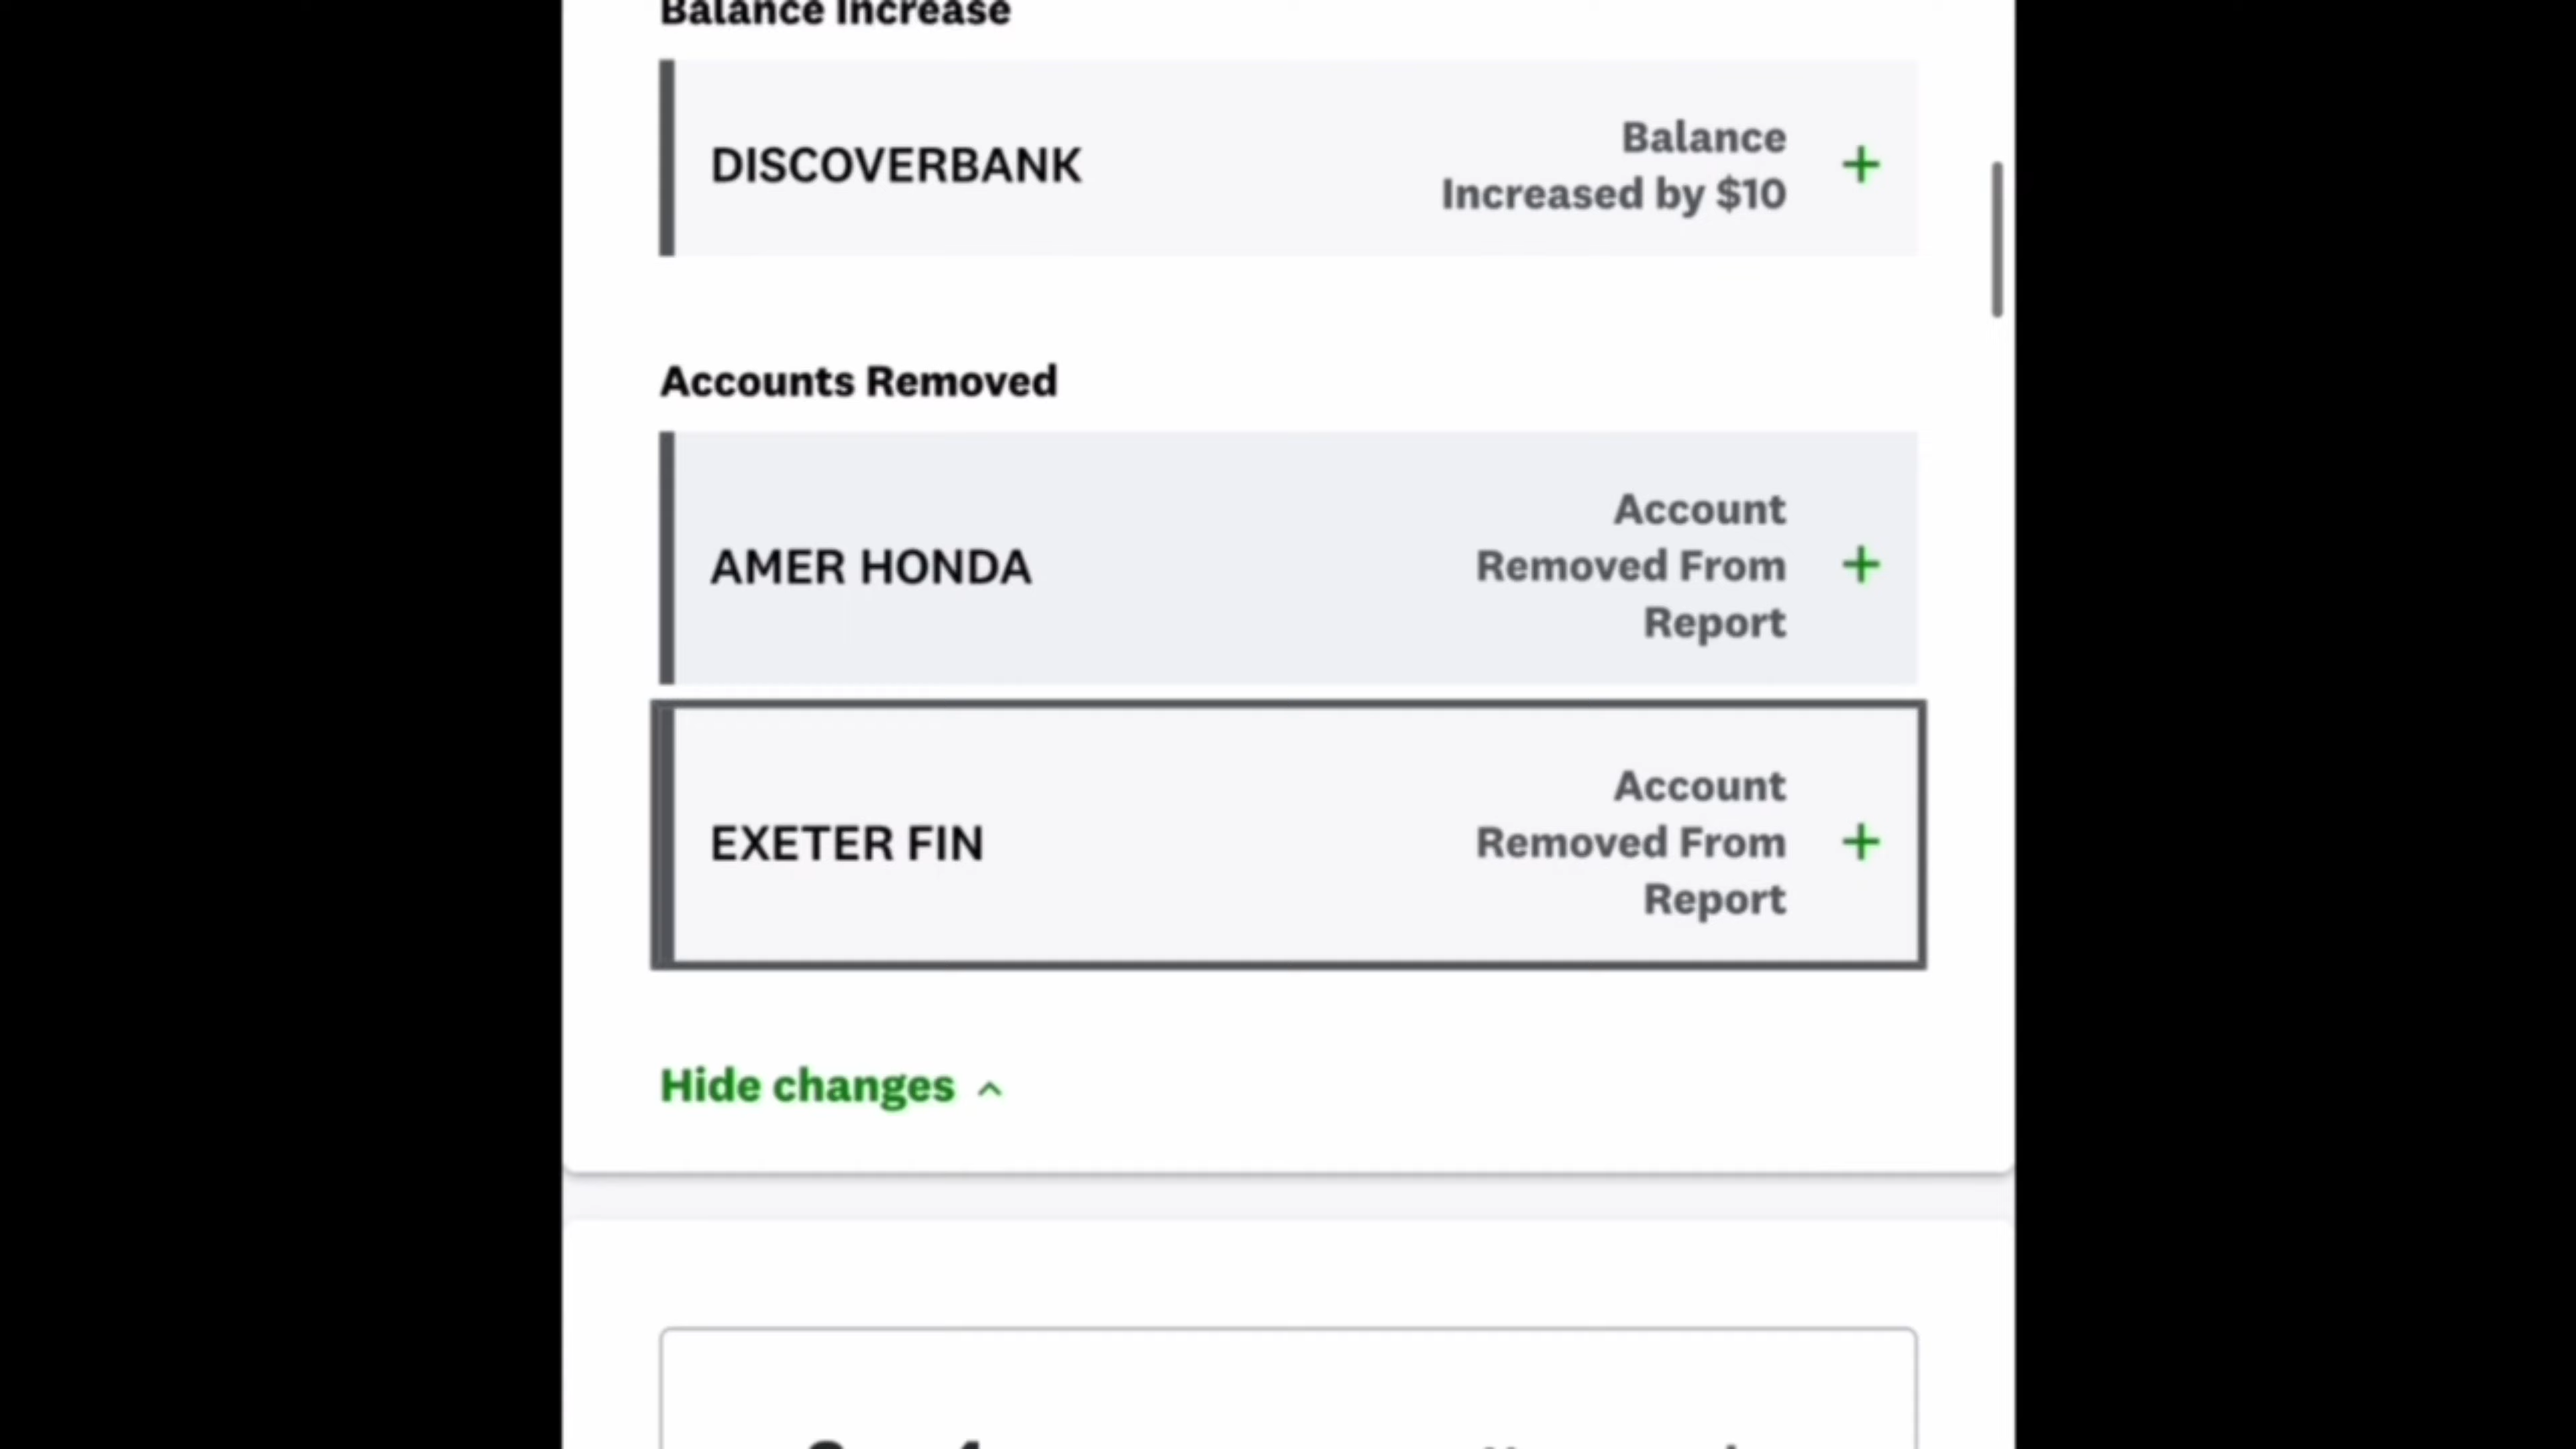 Balance Increase
DISCOVERBANK
Balance
Increased by $10
Accounts Removed
AMER HONDA
Account
Removed From
Report
EXETER FIN
Account
Removed From
Report
Hide changes